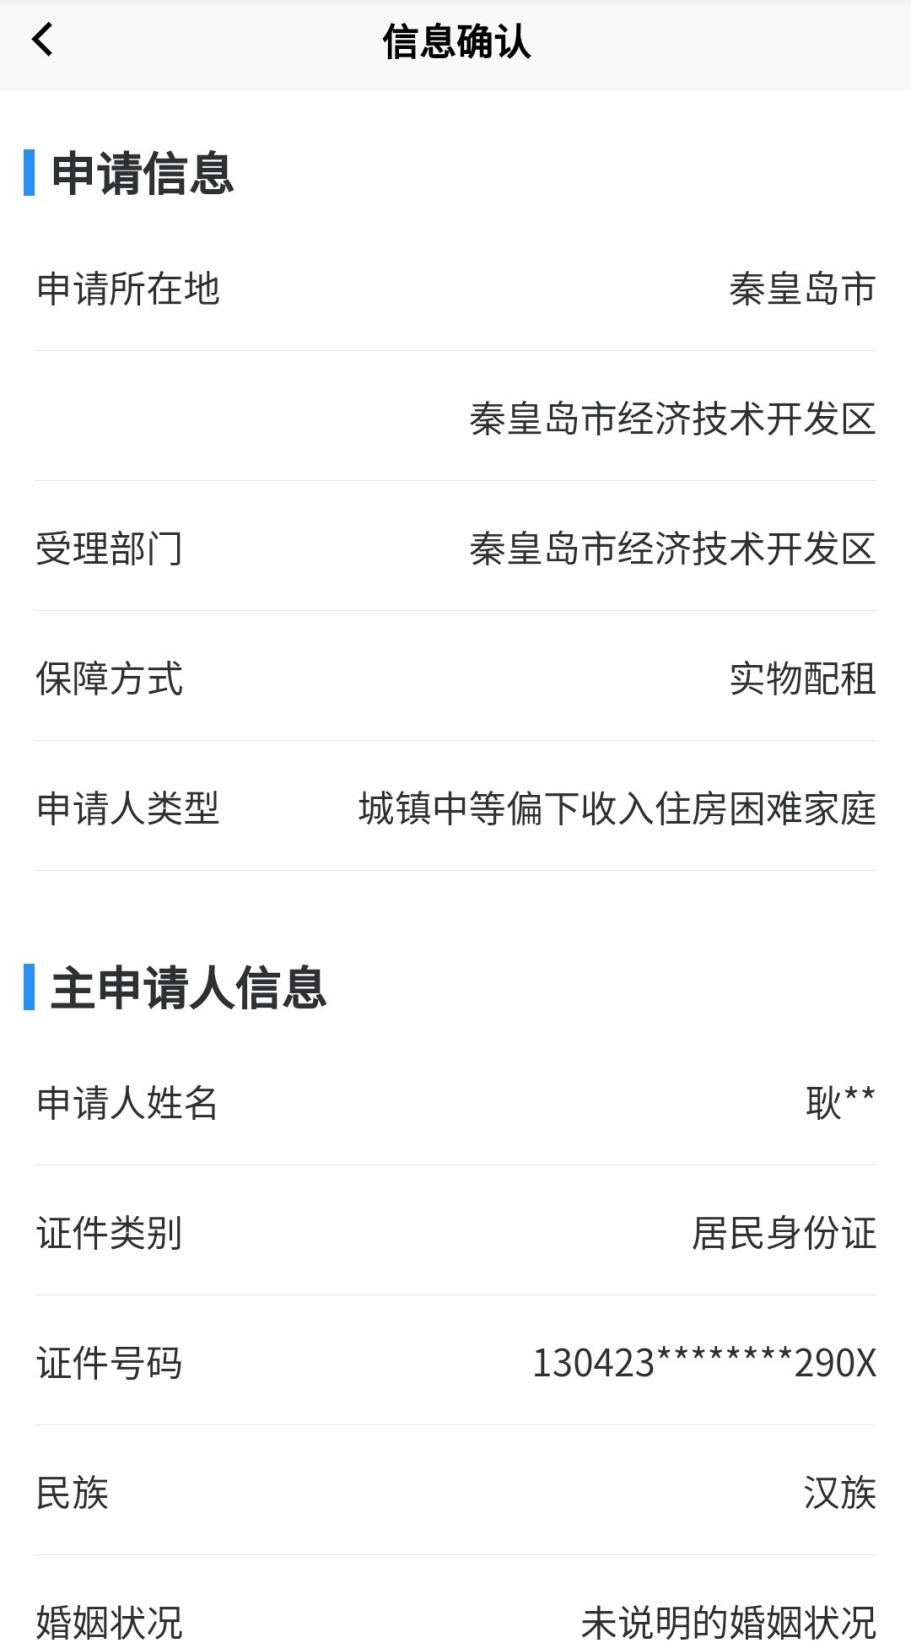 信息确认
申请信息
申请所在地 秦皇岛市
秦皇岛市经济技术开发区
受理部门 秦皇岛市经济技术开发区
保障方式 实物配租
申请人类型 城镇中等偏下收入住房困难家庭
主申请人信息
申请人姓名 耿**
证件类别 居民身份证
证件号码 130423********290X
民族 汉族
婚姻状况 未说明的婚姻状况